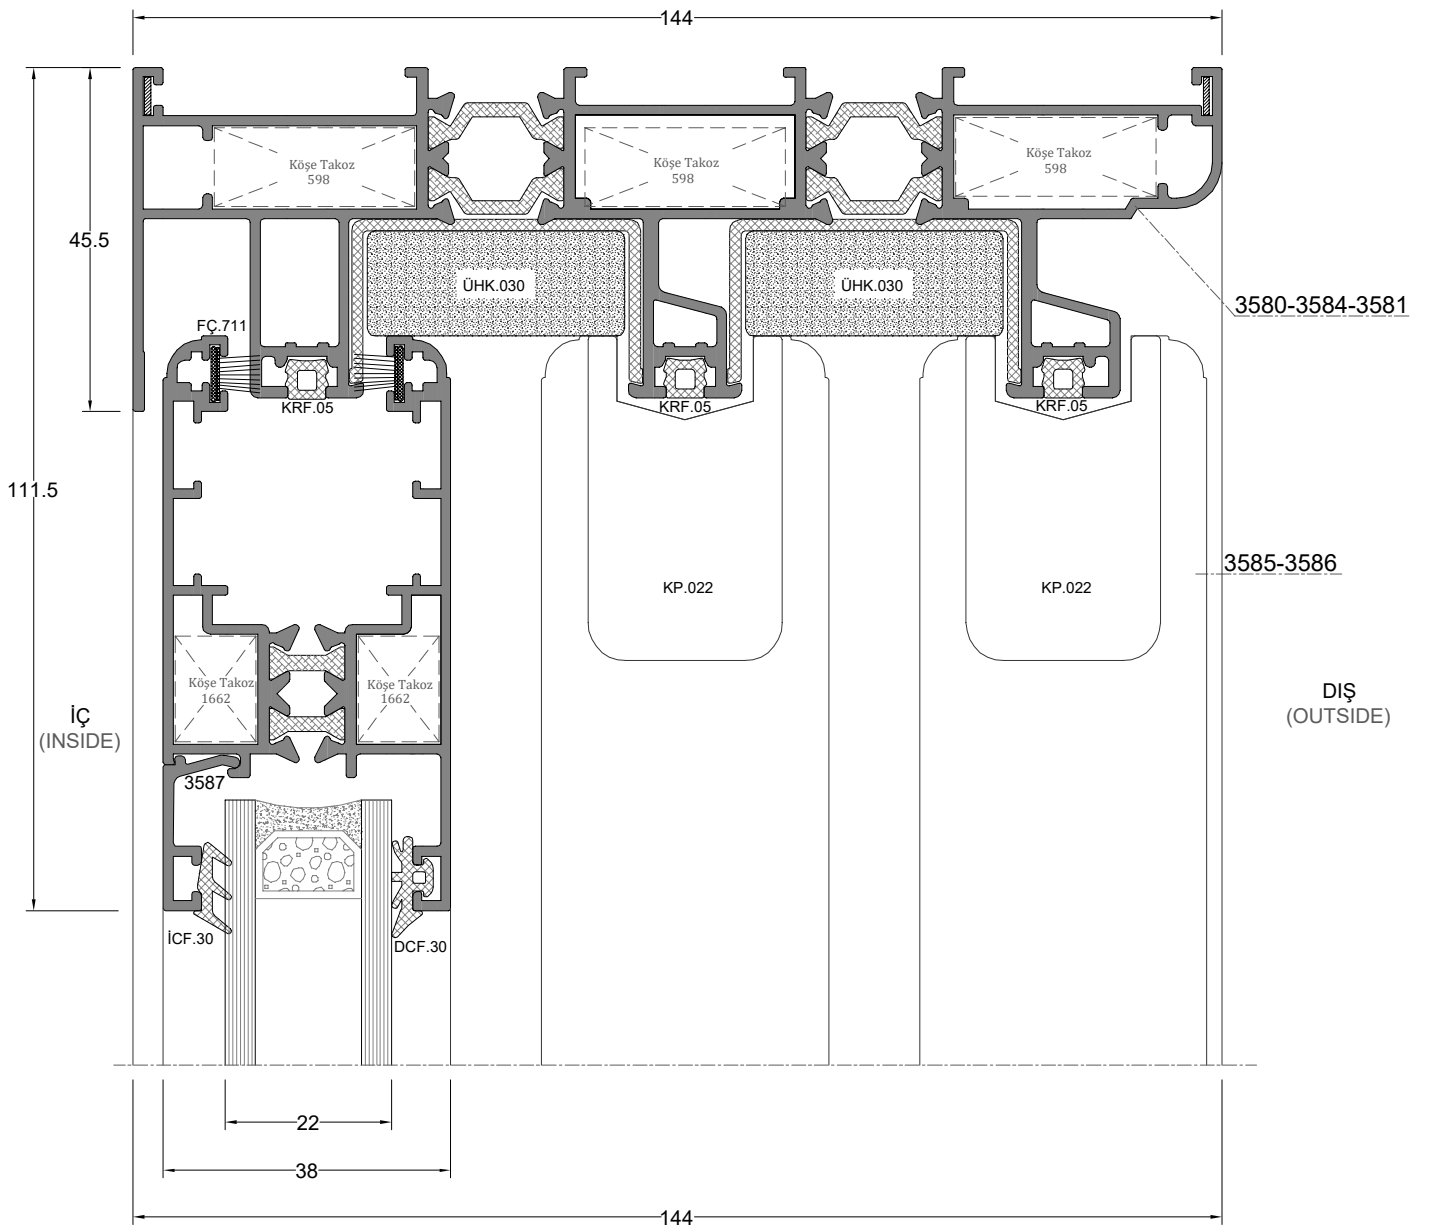 144
Köşe Takoz
598
Köşe Takoz
598
Köşe Takoz
598
45.5
ÜHK.030
ÜHK.030
3580-3584-3581
FÇ.711
KRF.05
KRF.05
KRF.05
111.5
3585-3586
KP.022
KP.022
Köşe Takoz
1662
Köşe Takoz
1662
İÇ
(INSIDE)
DIŞ
(OUTSIDE)
3587
İCF.30
DCF.30
22
38
144